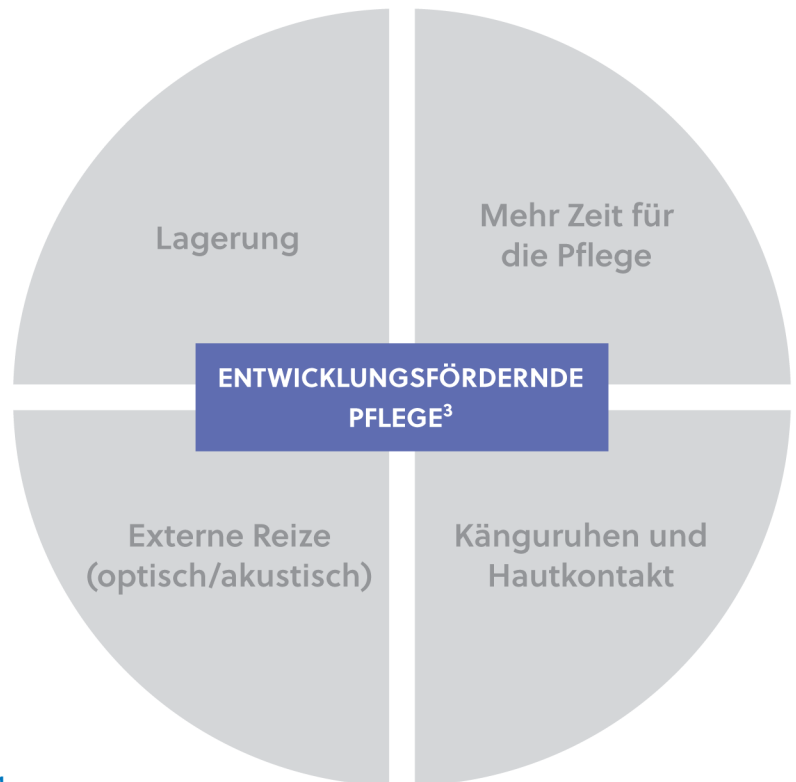 Lagerung
Mehr Zeit für
die Pflege
ENTWICKLUNGSFÖRDERNDE
PFLEGE³
Externe Reize
(optisch/akustisch)
Känguruhen und
Hautkontakt